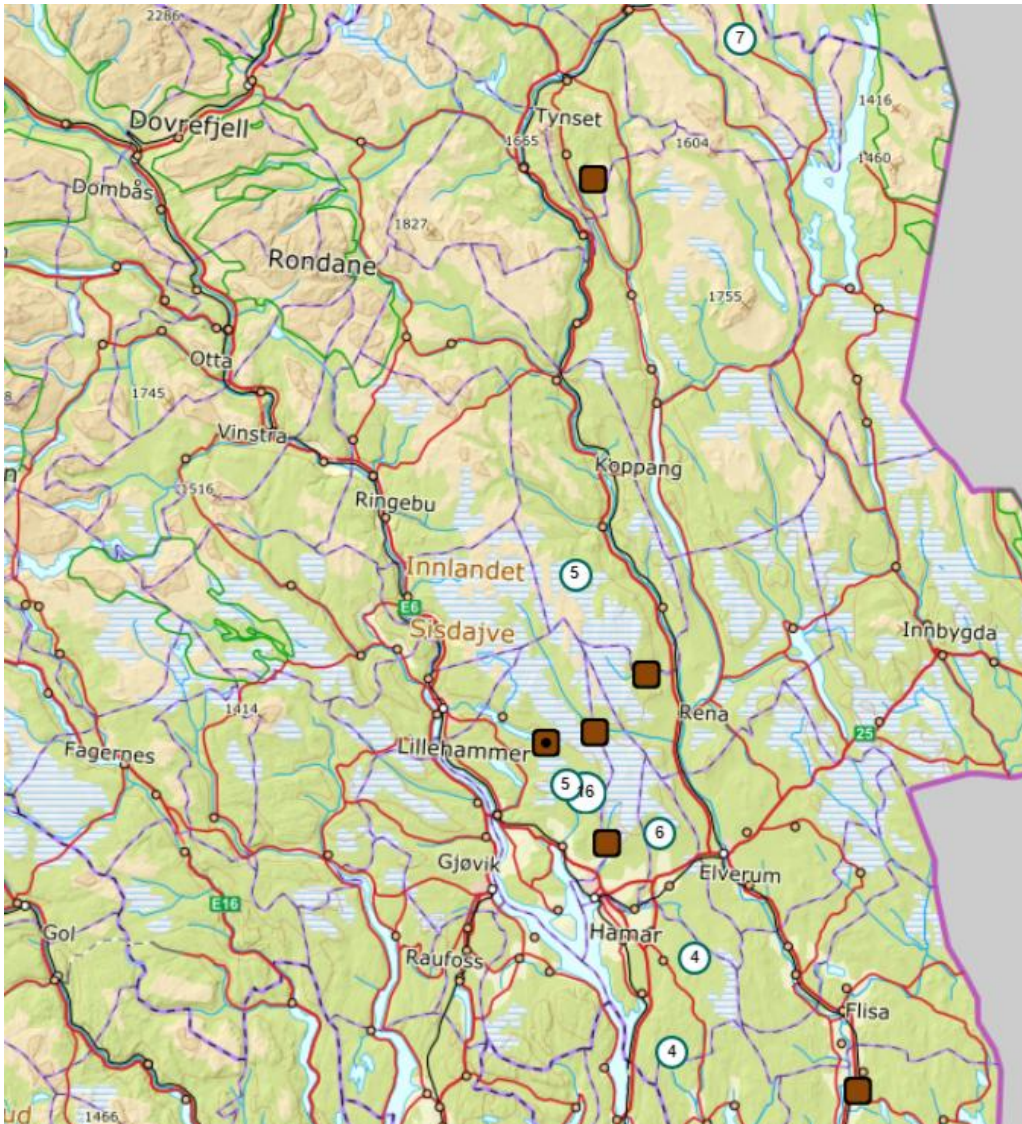 2286
7
1416
Tynset
Dovrefjell
1665
1604
1460
Dombås
1827
Rondane
1755
Otta
1745
8
Vinstra
Koppang
n
1516
Ringebu
5
Innlandet
E6
Sisdajve
Innbygda
1414
Rena
25
Fagernes
Lillehammer
5
16
6
Gjøvik
Elverum
E16
Gol
Hamar
Raufoss
4
Flisa
4
ud
1466